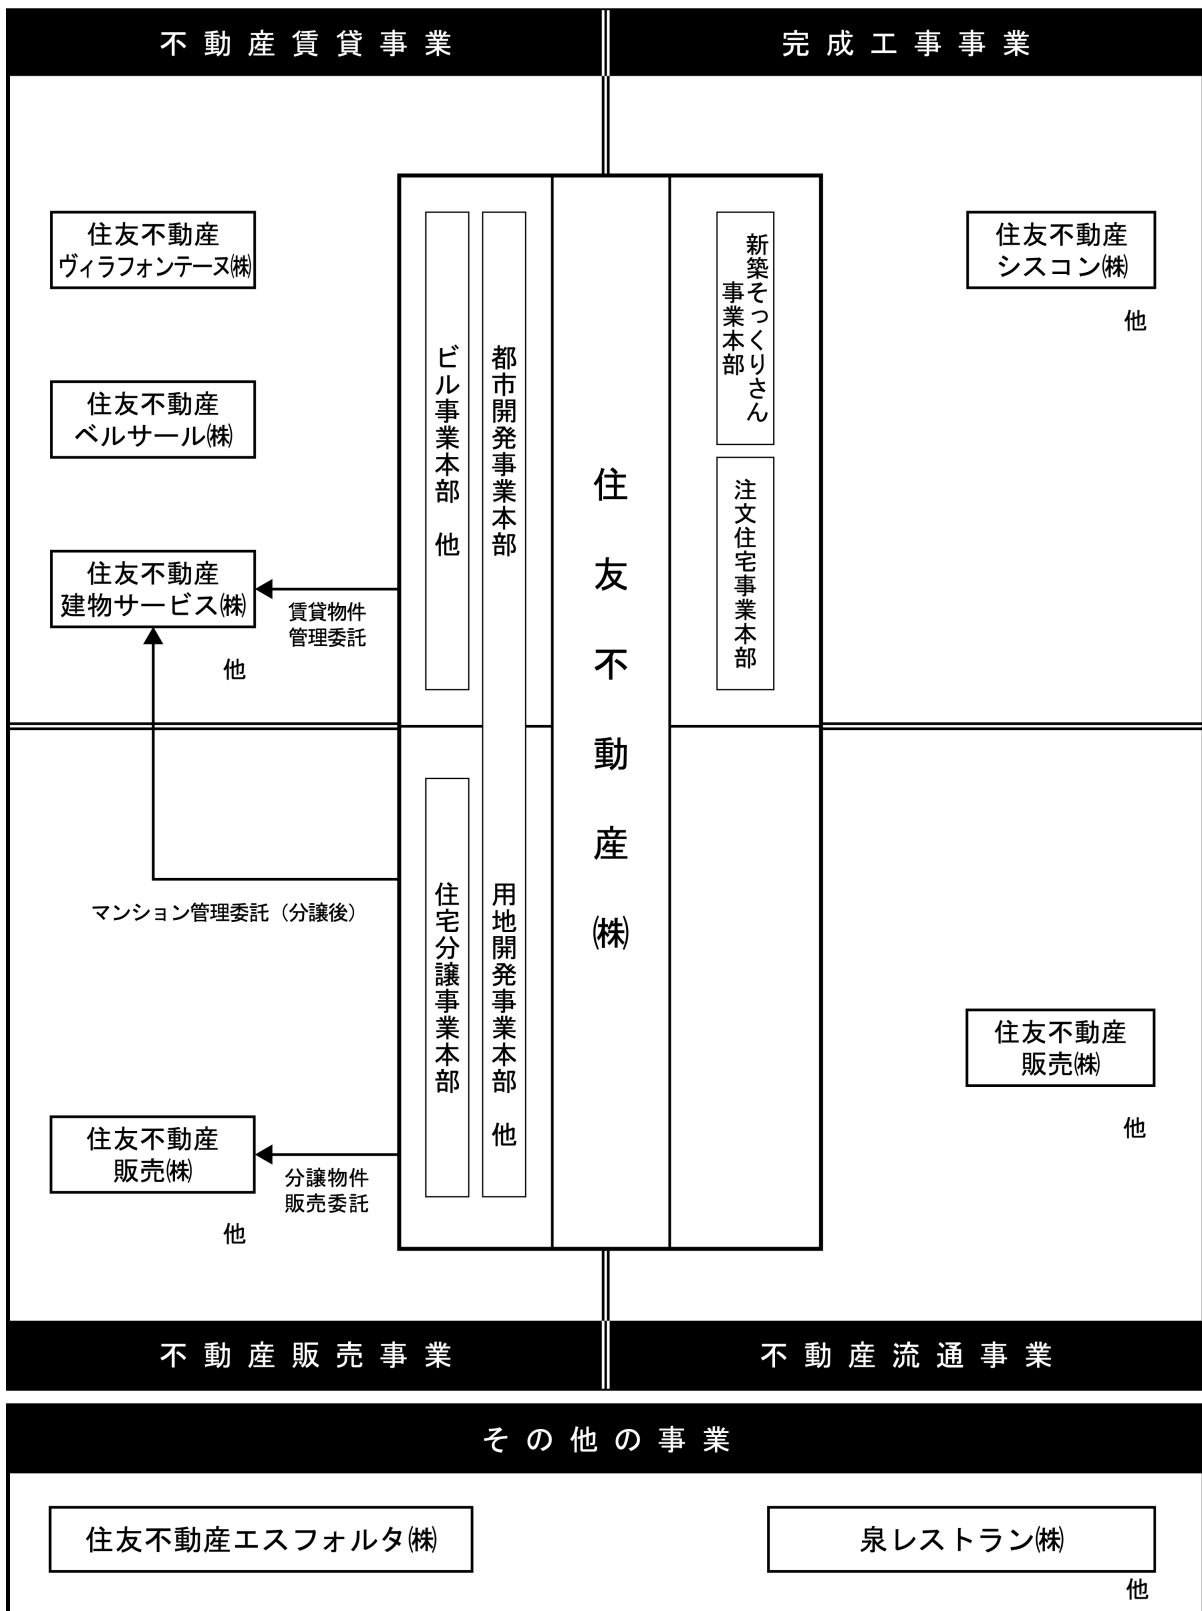 不動産賃貸事業
完成工事事業
住友不動産
ヴィラフォンテーヌ㈱
住友不動産
ベルサール㈱
住友不動産
建物サービス㈱
他
賃貸物件
管理委託
ビル事業本部 他
都市開発事業本部
住友不動産㈱
新築そっくりさん
事業本部
注文住宅事業本部
住友不動産
シスコン㈱
他
マンション管理委託（分譲後）
住宅分譲事業本部
用地開発事業本部 他
住友不動産
販売㈱
他
分譲物件
販売委託
住友不動産
販売㈱
他
不動産販売事業
不動産流通事業
その他の事業
住友不動産エスフォルタ㈱
泉レストラン㈱
他